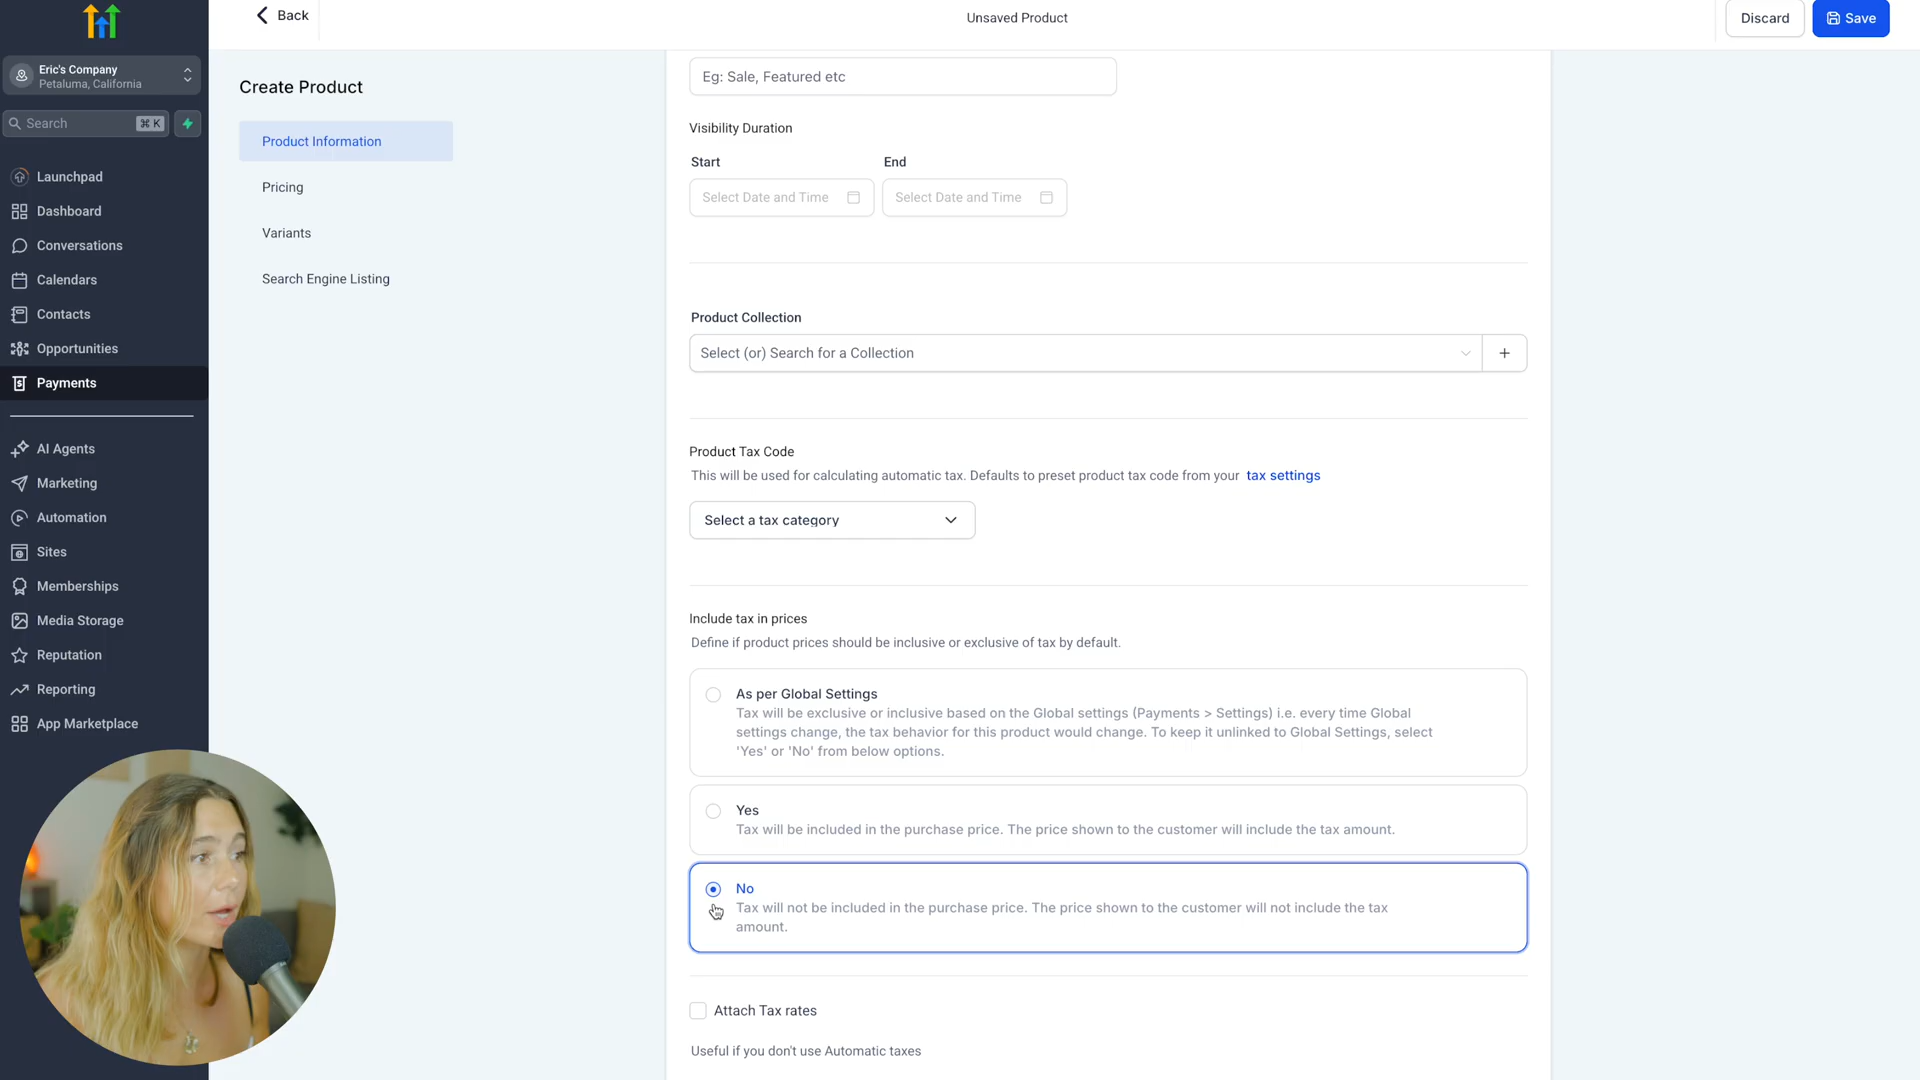 Back
Unsaved Product
Discard
Save
Eric's Company
Petaluma, California
Search
⌘ K
Launchpad
Dashboard
Conversations
Calendars
Contacts
Opportunities
Payments
AI Agents
Marketing
Automation
Sites
Memberships
Media Storage
Reputation
Reporting
App Marketplace
Create Product
Product Information
Pricing
Variants
Search Engine Listing
Eg: Sale, Featured etc
Visibility Duration
Start
End
Select Date and Time
Select Date and Time
Product Collection
Select (or) Search for a Collection
+
Product Tax Code
This will be used for calculating automatic tax. Defaults to preset product tax code from your tax settings
Select a tax category
Include tax in prices
Define if product prices should be inclusive or exclusive of tax by default.
As per Global Settings
Tax will be exclusive or inclusive based on the Global settings (Payments > Settings) i.e. every time Global
settings change, the tax behavior for this product would change. To keep it unlinked to Global Settings, select
'Yes' or 'No' from below options.
Yes
Tax will be included in the purchase price. The price shown to the customer will include the tax amount.
No
Tax will not be included in the purchase price. The price shown to the customer will not include the tax
amount.
Attach Tax rates
Useful if you don't use Automatic taxes